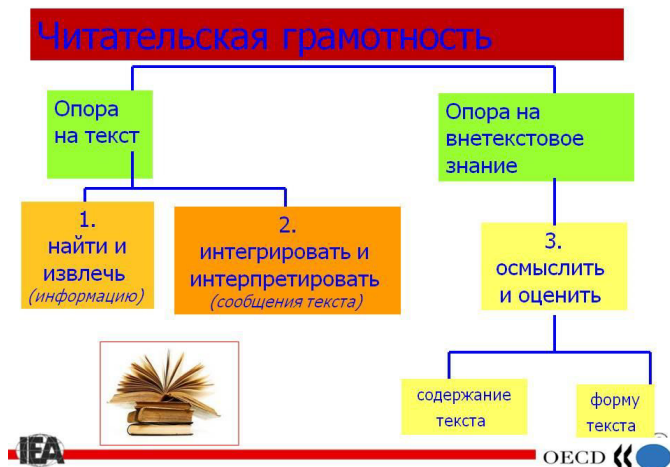 Читательская грамотность
Опора
на текст
Опора на
внетекстовое
знание
1.
найти и
извлечь
(информацию)
2.
интегрировать и
интерпретировать
(сообщения текста)
3.
осмыслить
и оценить
содержание
текста
форму
текста
IEA
OECD